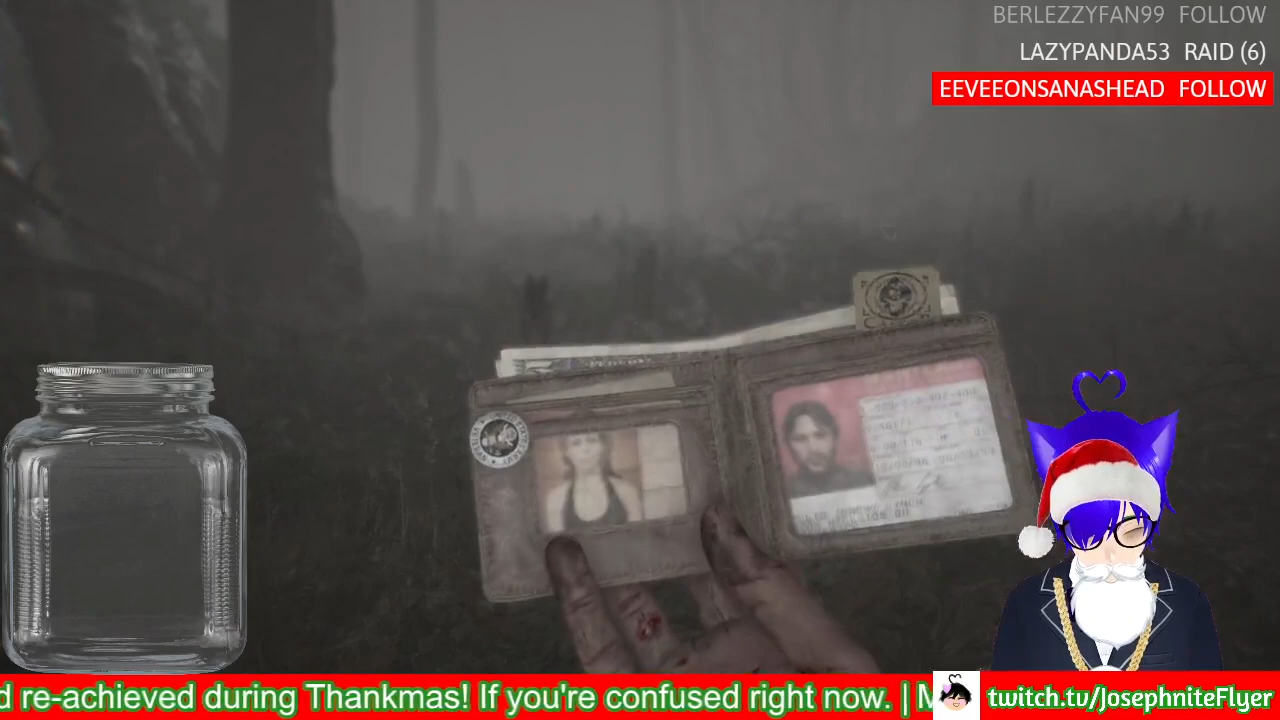 BERLEZZYFAN99 FOLLOW
LAZYPANDA53 RAID (6)
EEVEEONSANASHEAD FOLLOW
d re-achieved during Thankmas! If you're confused right now. | M
twitch.tv/JosephniteFlyer